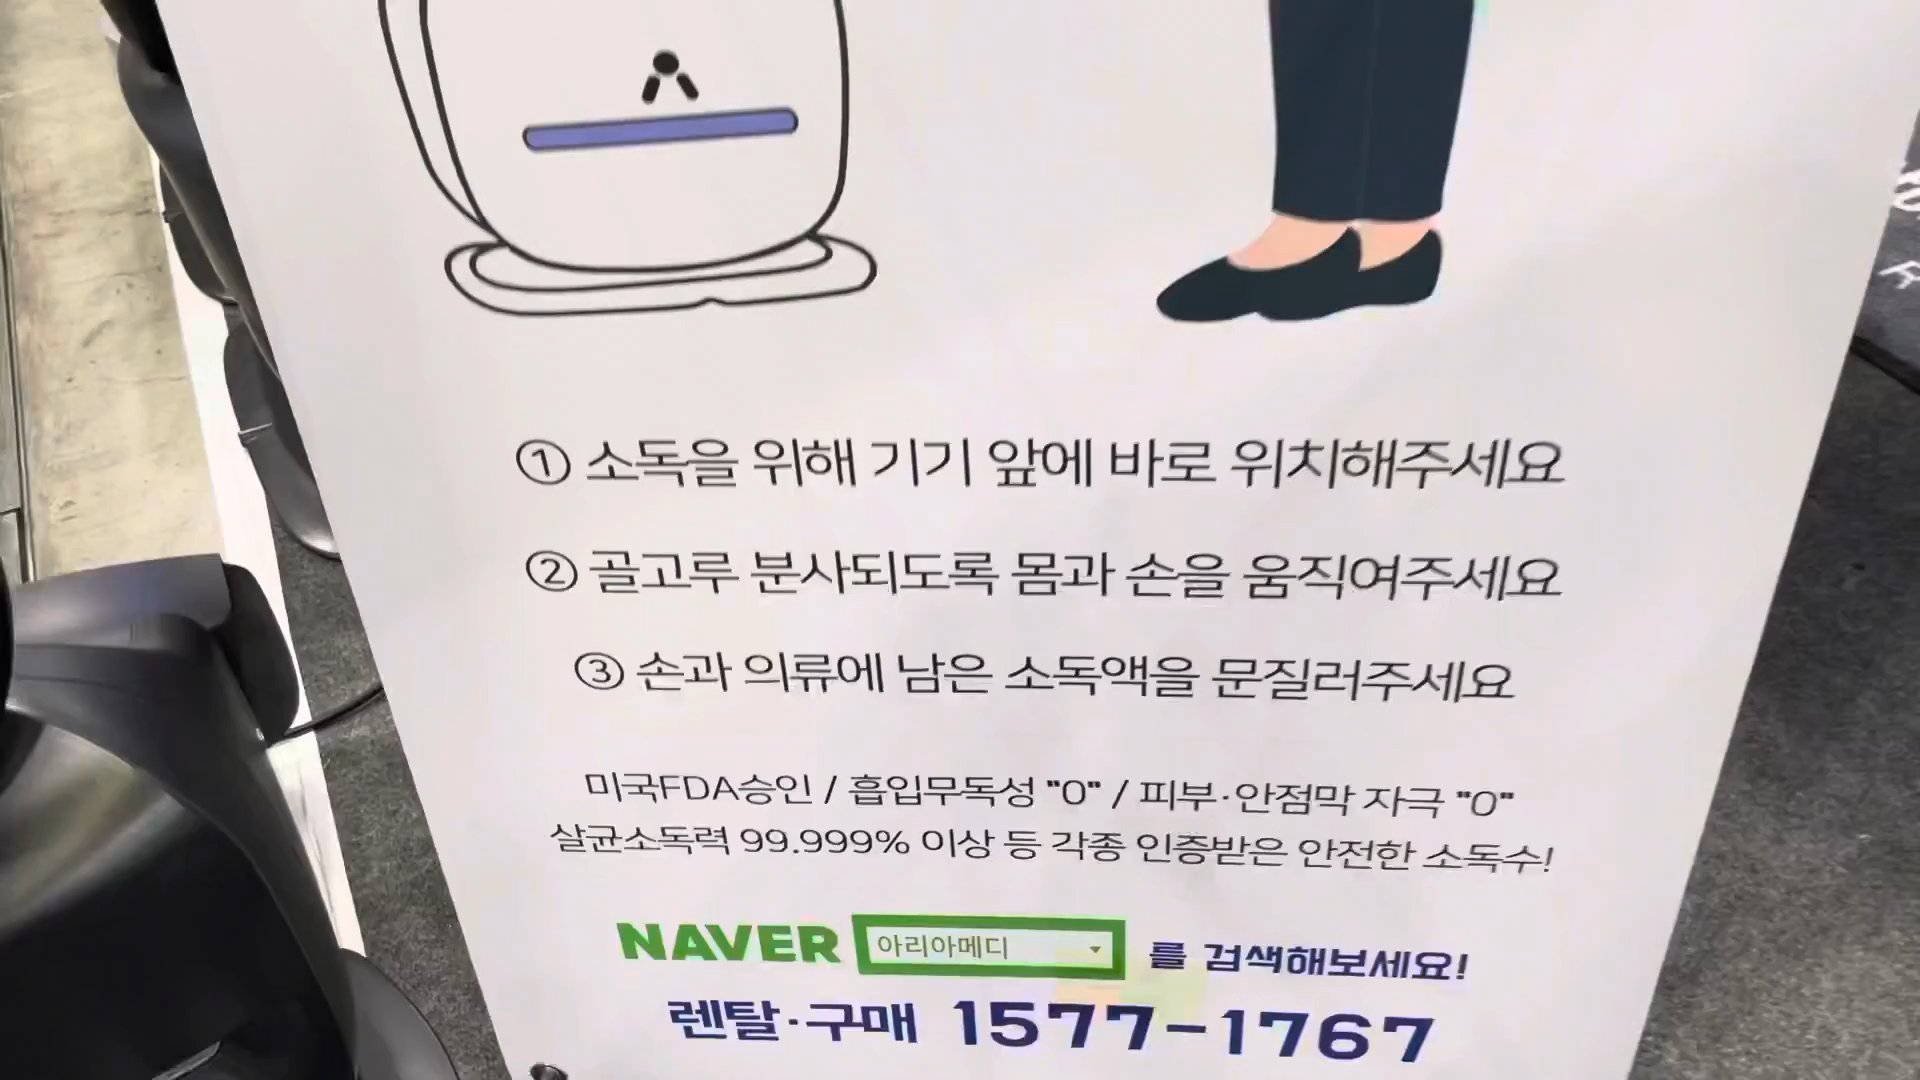 ① 소독을 위해 기기 앞에 바로 위치해주세요
② 골고루 분사되도록 몸과 손을 움직여주세요
③ 손과 의류에 남은 소독액을 문질러주세요
미국FDA승인 / 흡입무독성 "0" / 피부·안점막 자극 "0"
살균소독력 99.999% 이상 등 각종 인증받은 안전한 소독수!
NAVER 아리아메디 를 검색해보세요!
렌탈·구매 1577-1767